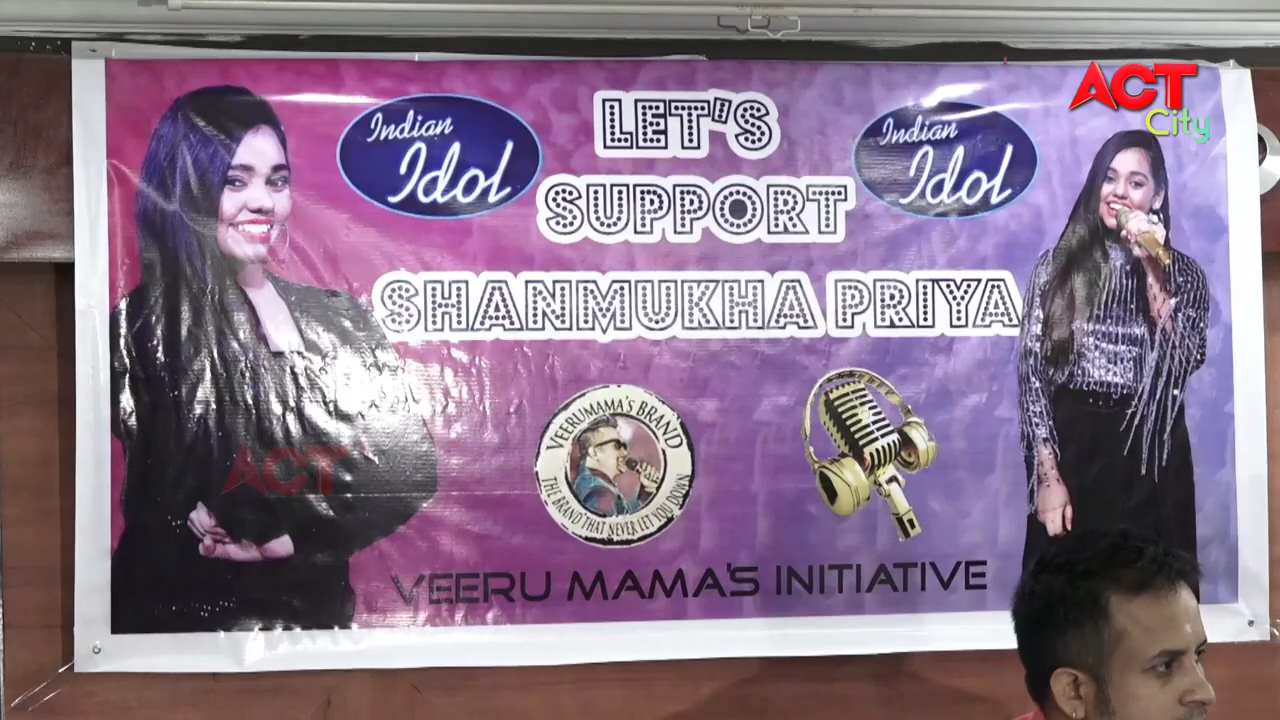 ACT
City
Indian
Idol
LET'S
Indian
Idol
SUPPORT
SHANMUKHA PRIYA
VEERUMAMA'S BRAND
THE BRAND THAT NEVER LET YOU DOWN
ACT
VEERU MAMA'S INITIATIVE